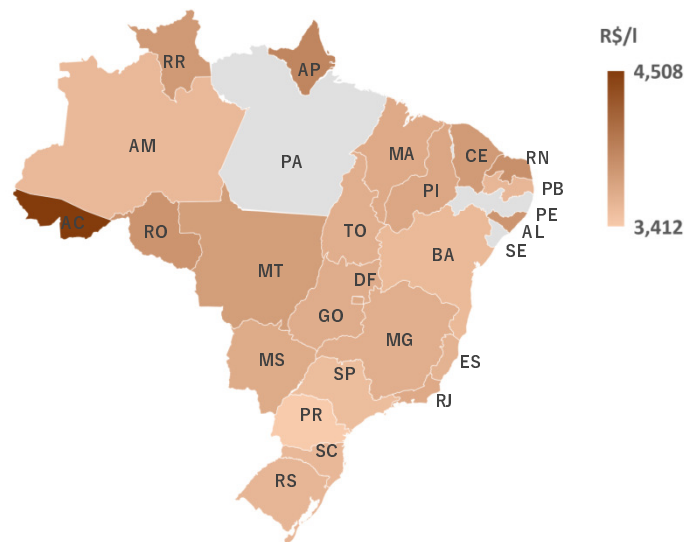 R$/l
4,508
3,412
RR
AP
AM
PA
MA
CE
RN
PI
PB
PE
AC
RO
TO
AL
SE
BA
MT
DF
GO
MG
MS
ES
SP
RJ
PR
SC
RS